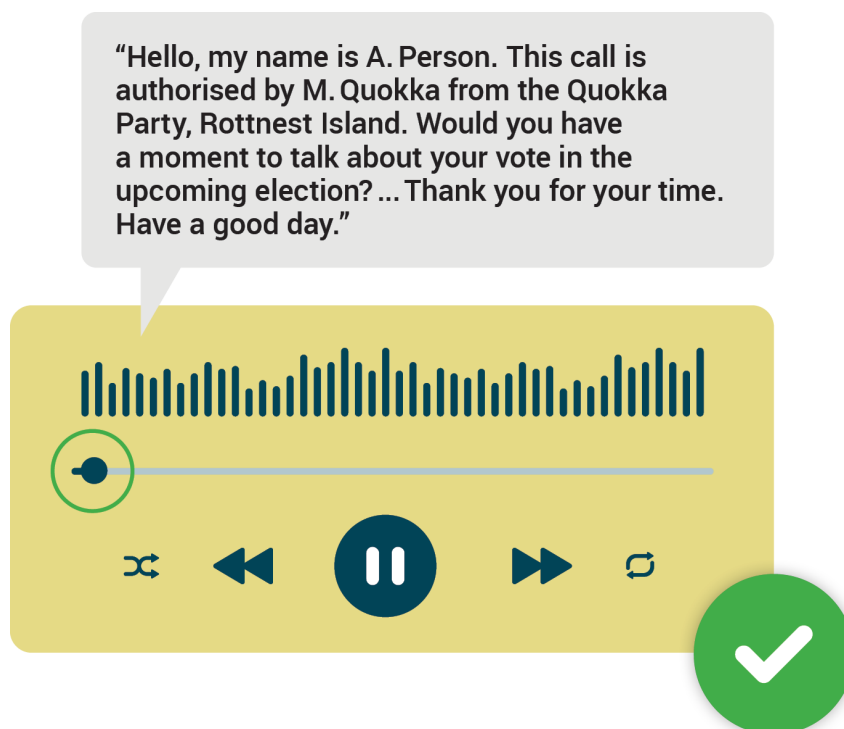 “Hello, my name is A. Person. This call is
authorised by M. Quokka from the Quokka
Party, Rottnest Island. Would you have
a moment to talk about your vote in the
upcoming election? ... Thank you for your time.
Have a good day.”